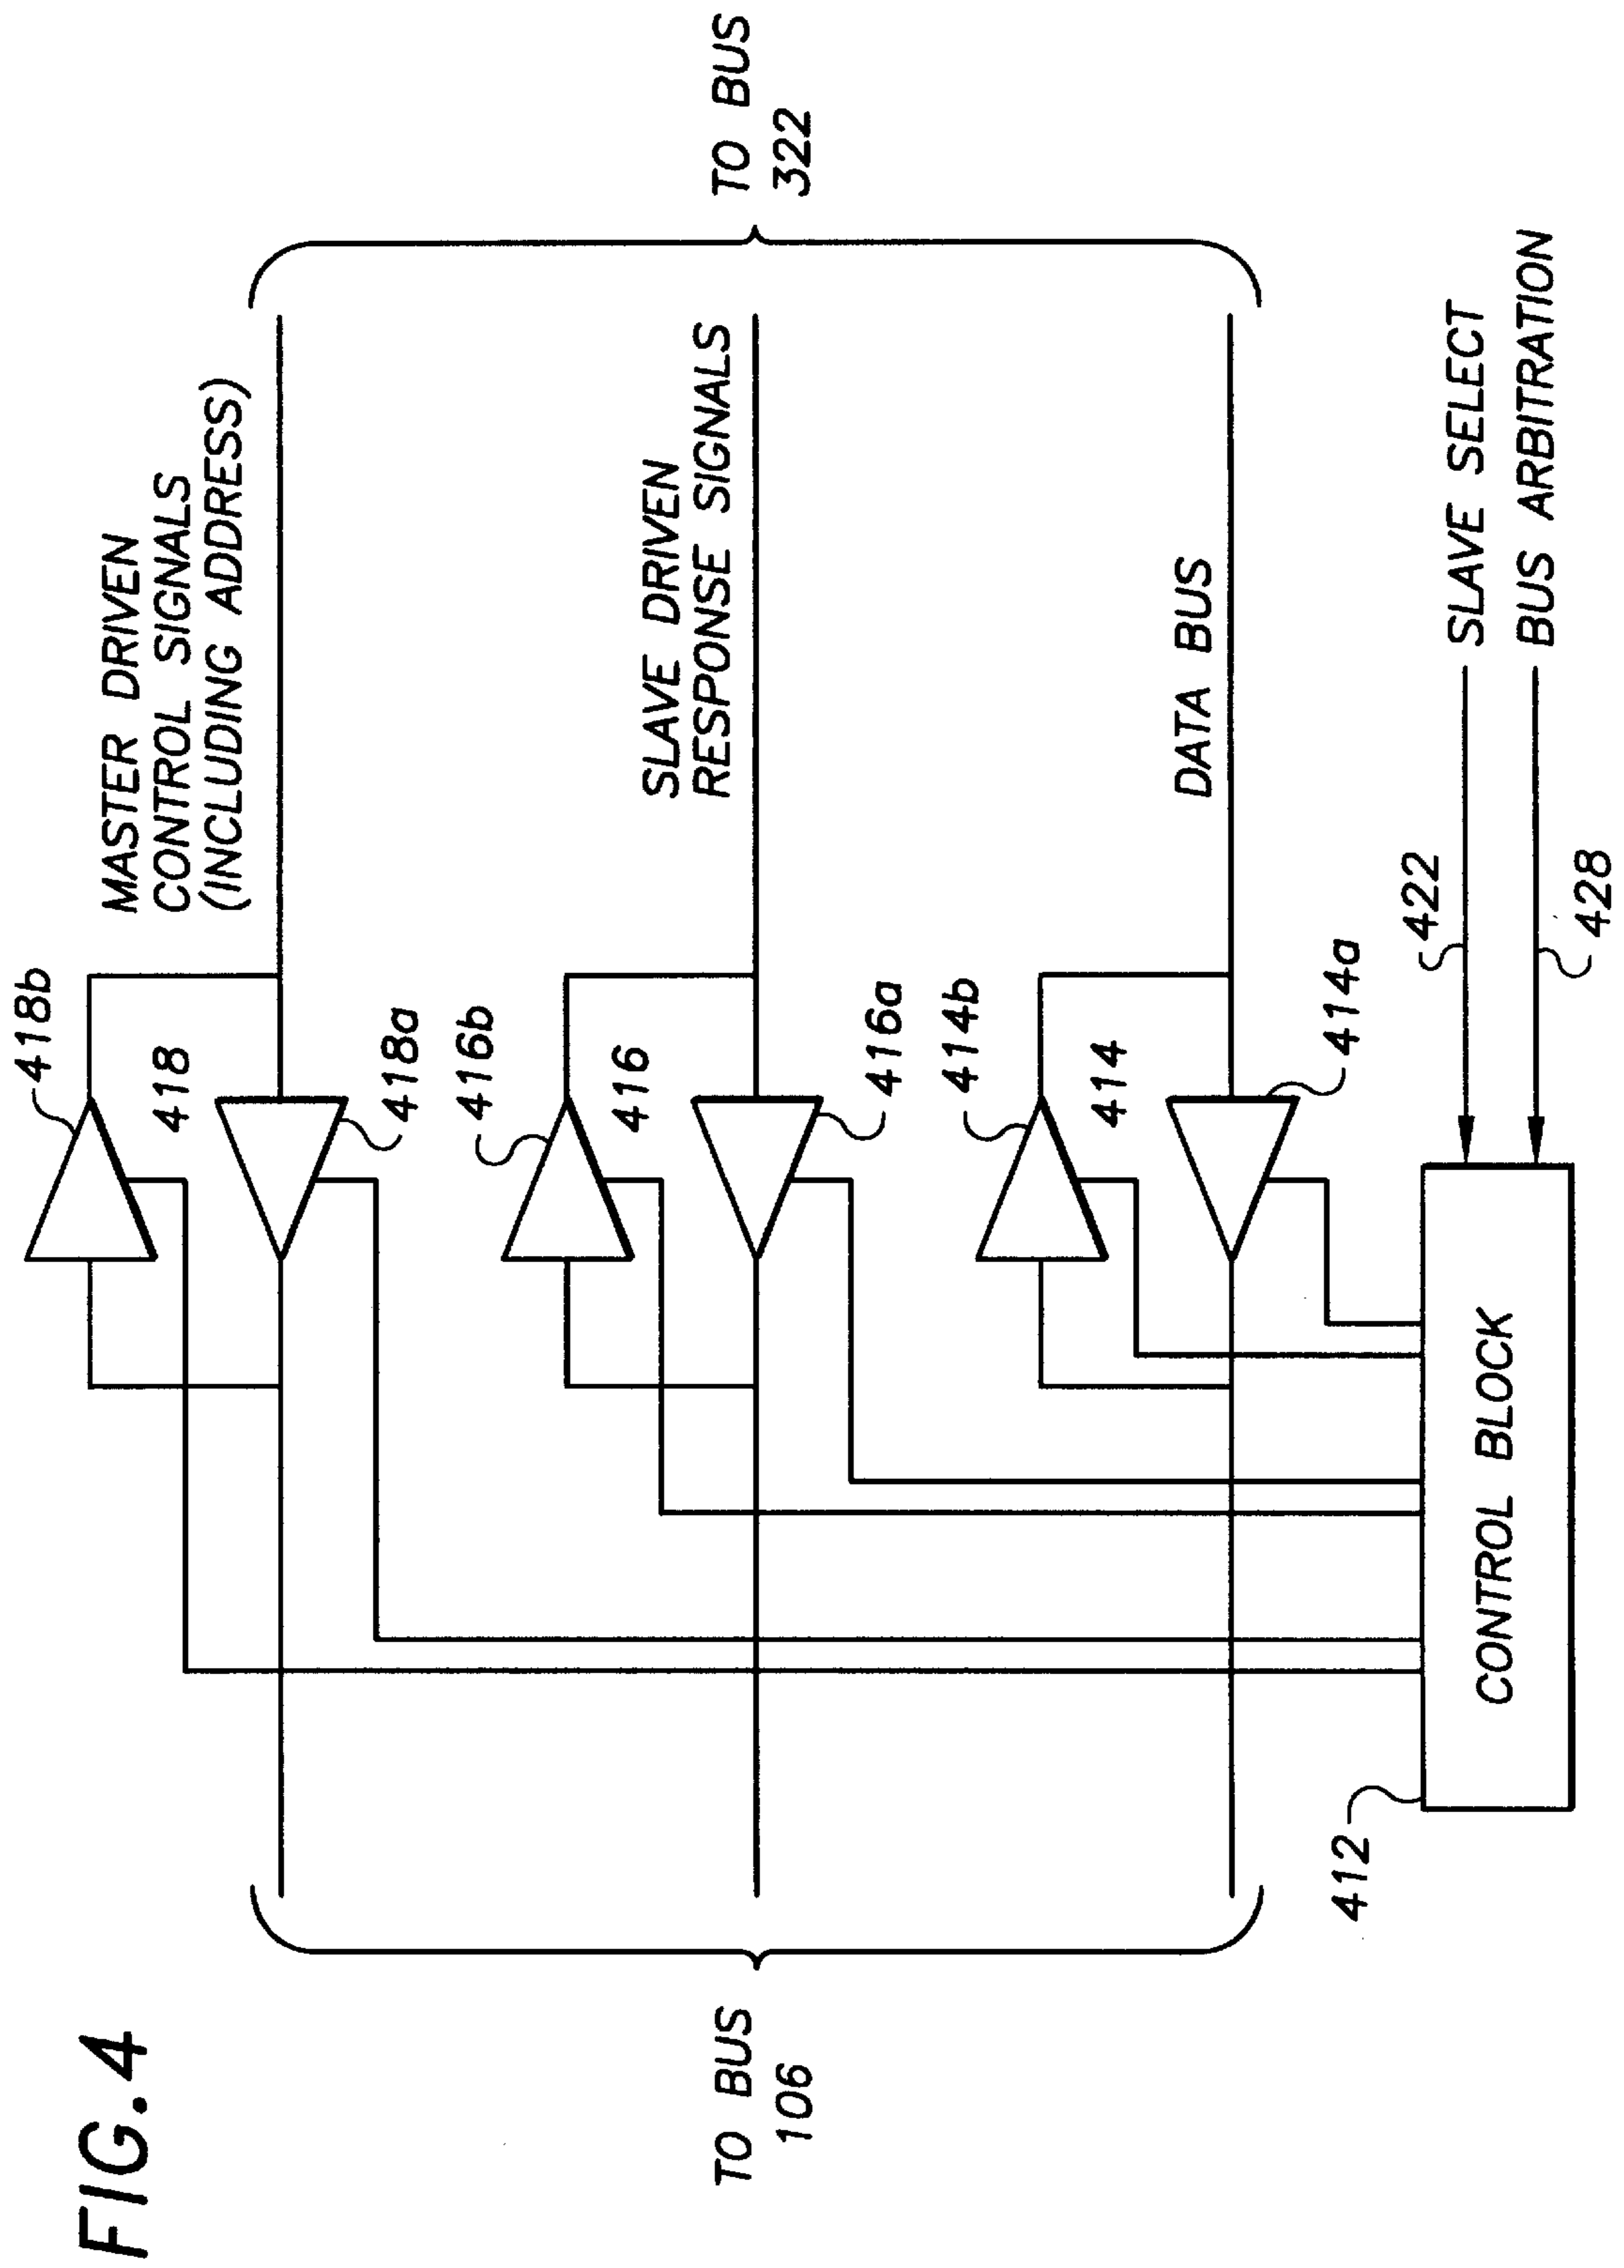 FIG.4
MASTER DRIVEN
CONTROL SIGNALS
(INCLUDING ADDRESS)
418b
418
418a
TO BUS
106
TO BUS
322
SLAVE DRIVEN
RESPONSE SIGNALS
416b
416
416a
DATA BUS
414b
414
414a
412
CONTROL BLOCK
422
SLAVE SELECT
428
BUS ARBITRATION